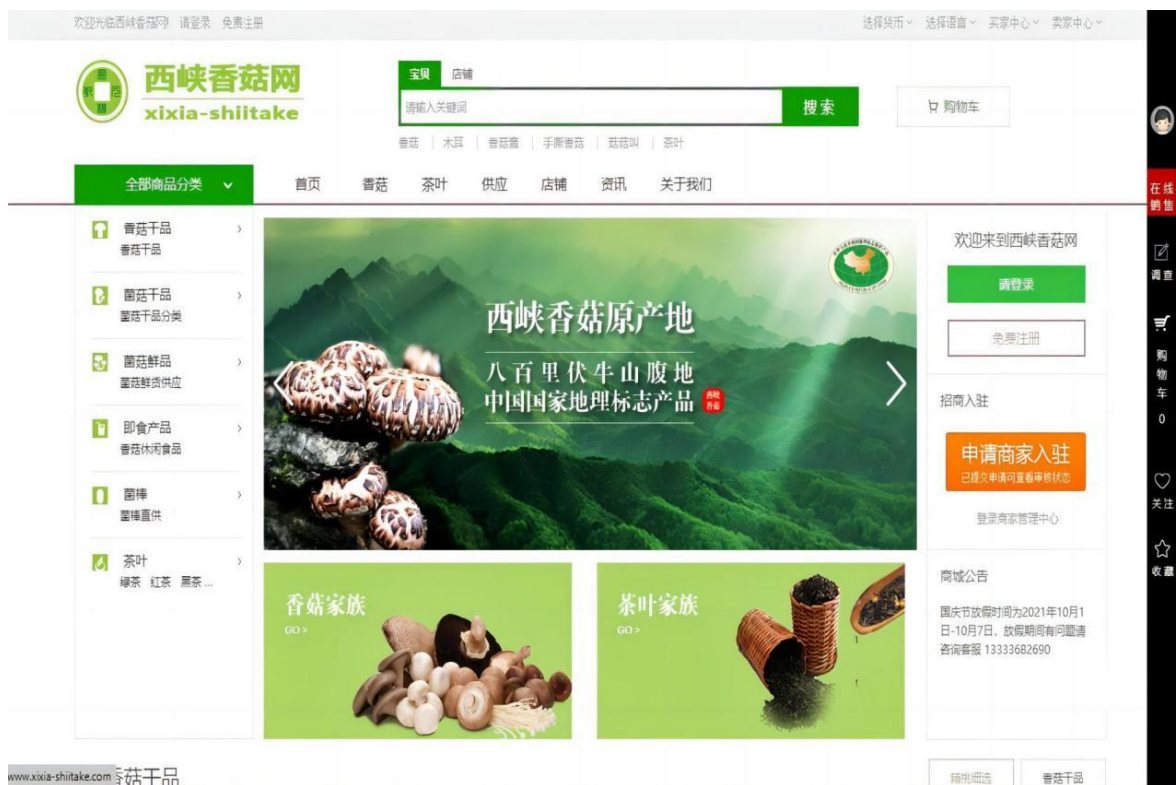 欢迎光临西峡香菇网! 请登录 免费注册
选择货币 选择语言 买家中心 卖家中心
西峡香菇网
xixia-shiitake
宝贝 店铺
请输入关键词
搜索
购物车
香菇 | 木耳 | 香菇酱 | 手撕香菇 | 菇菇叫 | 茶叶
全部商品分类
首页 香菇 茶叶 供应 店铺 资讯 关于我们
香菇干品
香菇干品
菌菇干品
菌菇干品分类
菌菇鲜品
菌菇鲜货供应
即食产品
香菇休闲食品
菌棒
菌棒直供
茶叶
绿茶 红茶 黑茶 ...
西峡香菇原产地
八百里伏牛山腹地
中国国家地理标志产品
西峡
香菇
香菇家族
GO >
茶叶家族
GO >
欢迎来到西峡香菇网
请登录
免费注册
招商入驻
申请商家入驻
已提交申请可查看审核状态
登录商家管理中心
商城公告
国庆节放假时间为2021年10月1
日-10月7日，放假期间有问题请
咨询客服 13333682690
在线
销售
调查
购
物
车
0
关注
收藏
www.xixia-shiitake.com
香菇干品
精挑细选
香菇干品